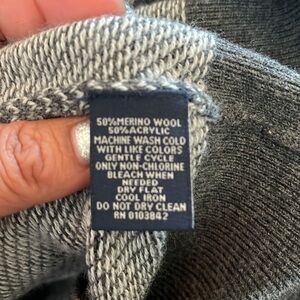 50%MERINO WOOL
50%ACRYLIC
MACHINE WASH COLD
WITH LIKE COLORS
GENTLE CYCLE
ONLY NON-CHLORINE
BLEACH WHEN
NEEDED
DRY FLAT
COOL IRON
DO NOT DRY CLEAN
RN 0103842